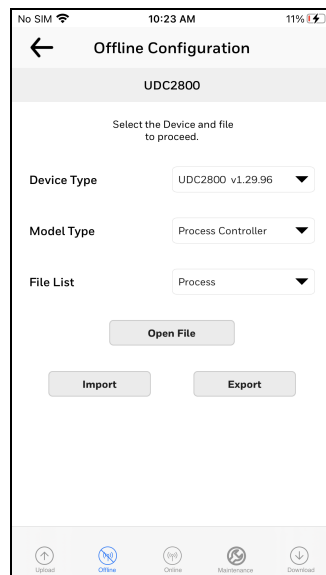 No SIM 10:23 AM 11%
Offline Configuration
UDC2800
Select the Device and file
to proceed.
Device Type UDC2800 v1.29.96
Model Type Process Controller
File List Process
Open File
Import Export
Upload Offline Online Maintenance Download